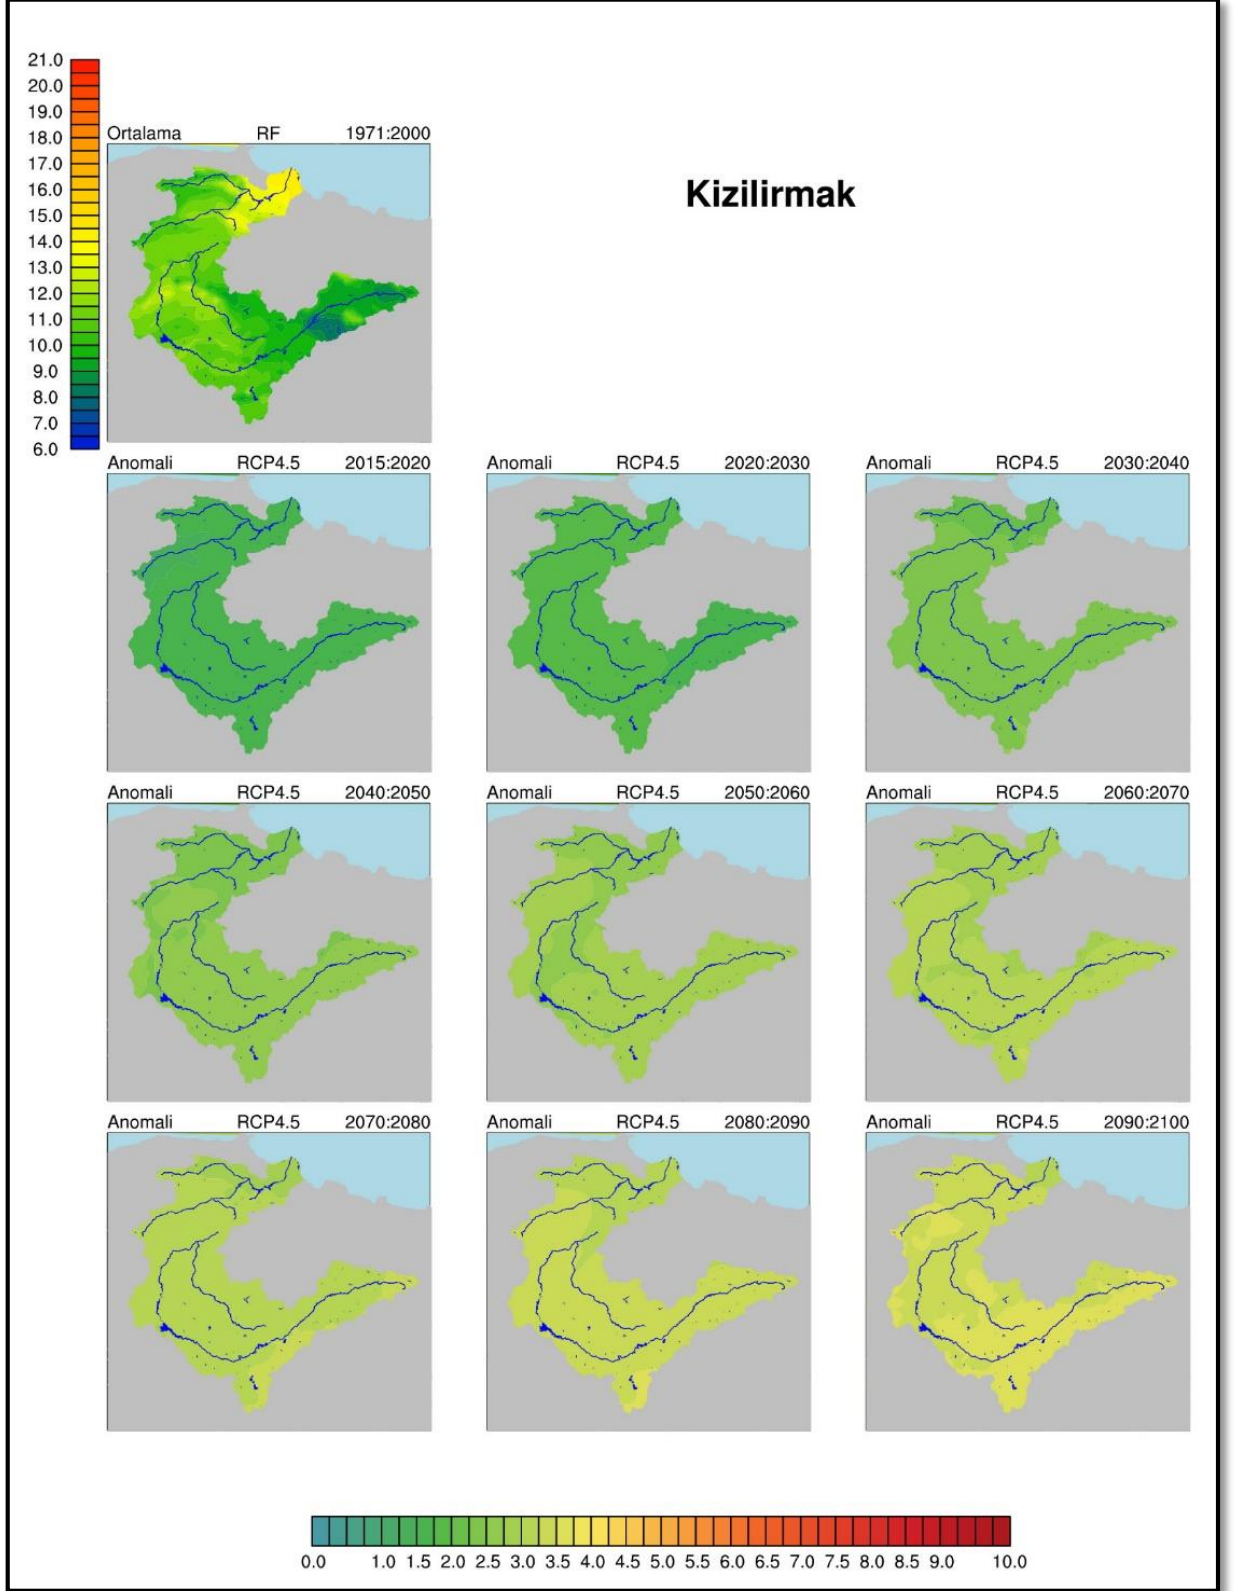 21.0
20.0
19.0
18.0
17.0
16.0
15.0
14.0
13.0
12.0
11.0
10.0
9.0
8.0
7.0
6.0
Ortalama RF 1971:2000
Kizilirmak
Anomali RCP4.5 2015:2020
Anomali RCP4.5 2020:2030
Anomali RCP4.5 2030:2040
Anomali RCP4.5 2040:2050
Anomali RCP4.5 2050:2060
Anomali RCP4.5 2060:2070
Anomali RCP4.5 2070:2080
Anomali RCP4.5 2080:2090
Anomali RCP4.5 2090:2100
0.0 1.0 1.5 2.0 2.5 3.0 3.5 4.0 4.5 5.0 5.5 6.0 6.5 7.0 7.5 8.0 8.5 9.0 10.0